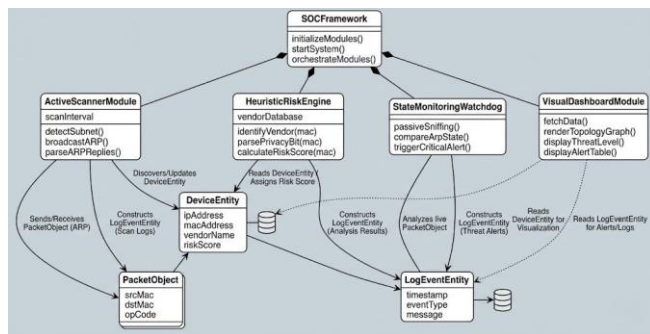 SOCFramework
initializeModules()
startSystem()
orchestrateModules()
ActiveScannerModule
scanInterval
detectSubnet()
broadcastARP()
parseARPReplies()
HeuristicRiskEngine
vendorDatabase
identifyVendor(mac)
parsePrivacyBit(mac)
calculateRiskScore(mac)
StateMonitoringWatchdog
passiveSniffing()
compareArpState()
triggerCriticalAlert()
VisualDashboardModule
fetchData()
renderTopologyGraph()
displayThreatLevel()
displayAlertTable()
Discovers/Updates
DeviceEntity
Reads DeviceEntity /
Assigns Risk Score
Sends/Receives
PacketObject (ARP)
Constructs
LogEventEntity
(Scan Logs)
DeviceEntity
ipAddress
macAddress
vendorName
riskScore
Constructs
LogEventEntity
(Analysis Results)
Analyzes live
PacketObject
Constructs
LogEventEntity
(Threat Alerts)
Reads
DeviceEntity for
Visualization
Reads LogEventEntity
for Alerts/Logs
PacketObject
srcMac
dstMac
opCode
LogEventEntity
timestamp
eventType
message